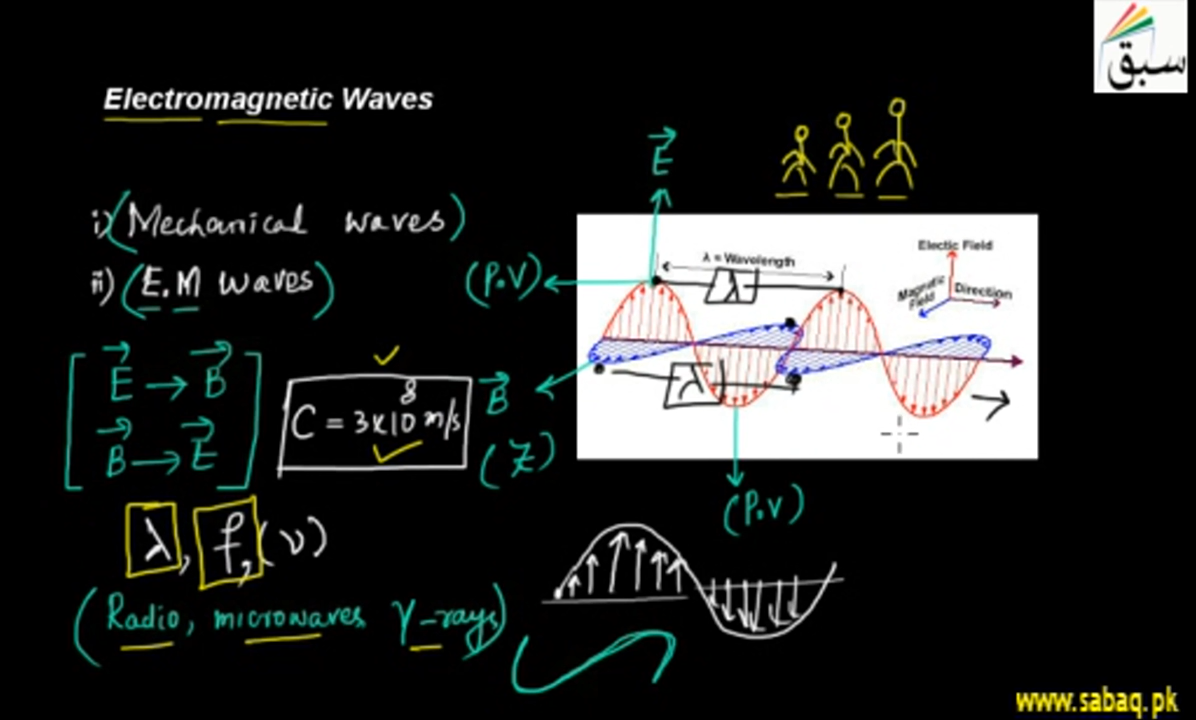 سبق
Electromagnetic Waves
E
i) (Mechanical waves)
ii) (E.M waves)
(P.V)
λ = Wavelength
λ
Electic Field
Magnetic Field
Direction
E → B
B → E
C = 3x10⁸ m/s
B
(Z)
λ
(P.V)
λ, f, (ν)
(Radio, microwaves γ-rays)
www.sabaq.pk